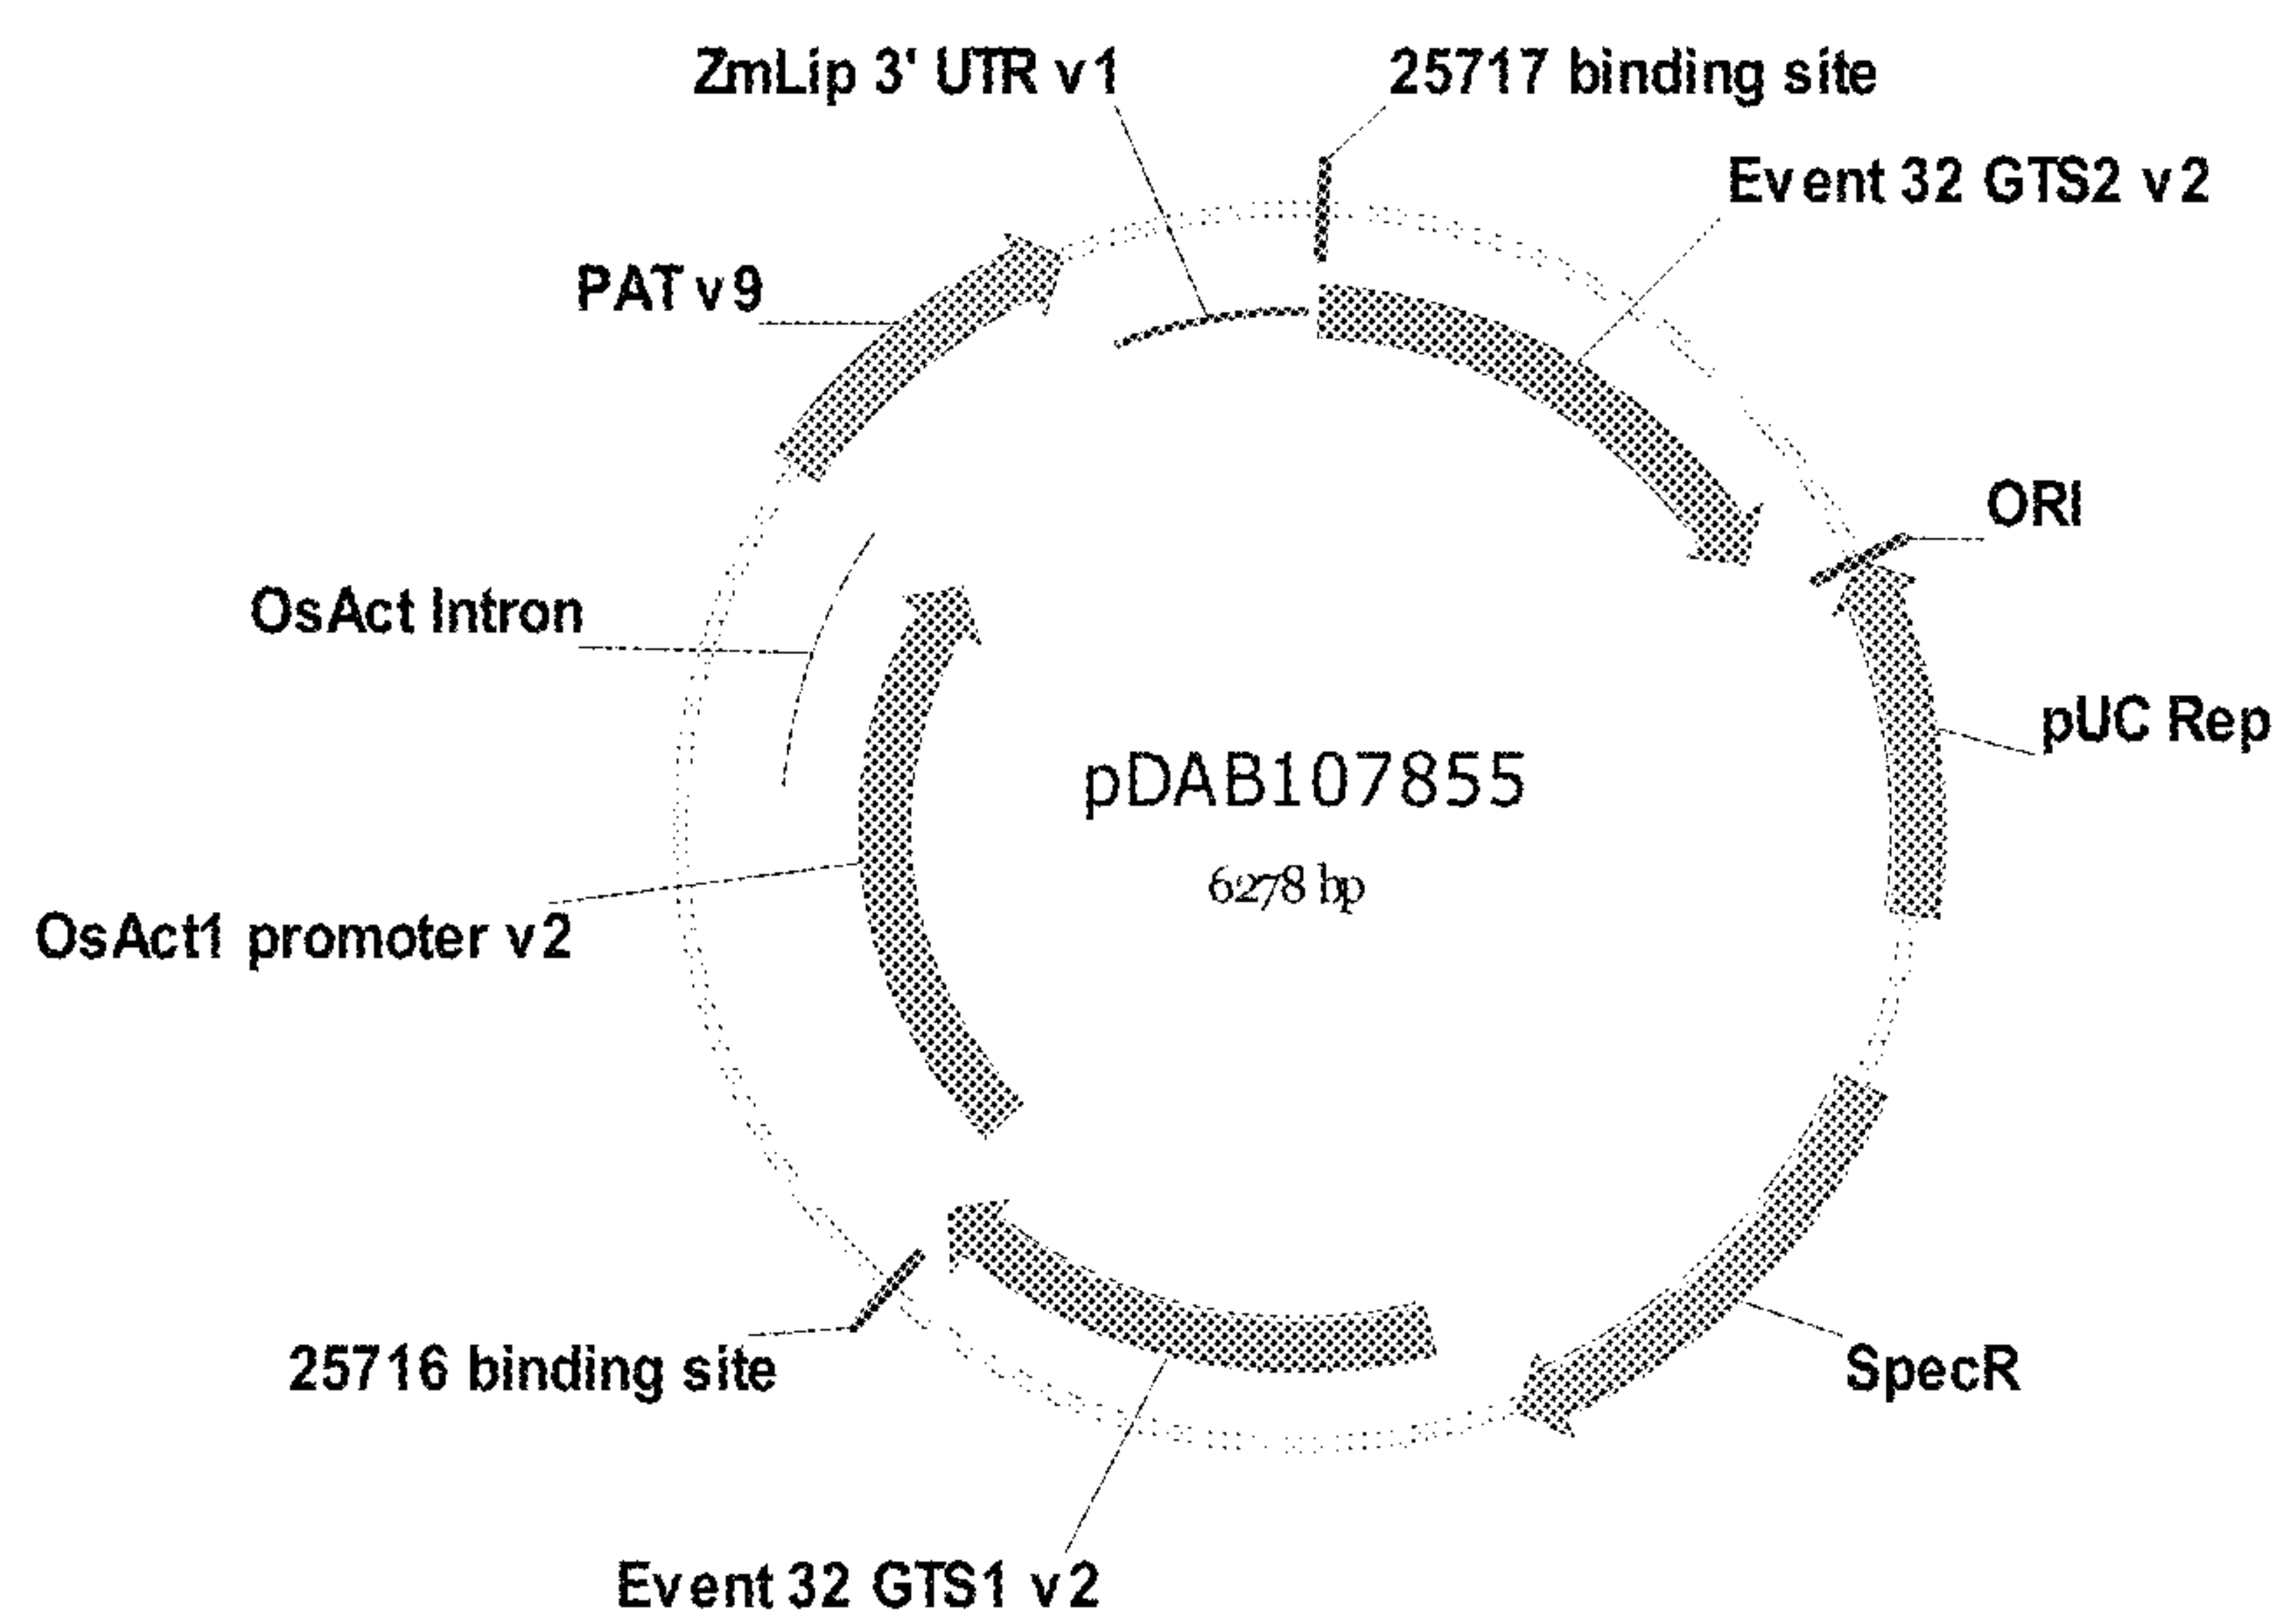 ZmLip 3' UTR v1
25717 binding site
Event 32 GTS2 v2
PAT v9
ORI
OsAct Intron
pUC Rep
pDAB107855
6278 bp
OsAct1 promoter v2
25716 binding site
SpecR
Event 32 GTS1 v2